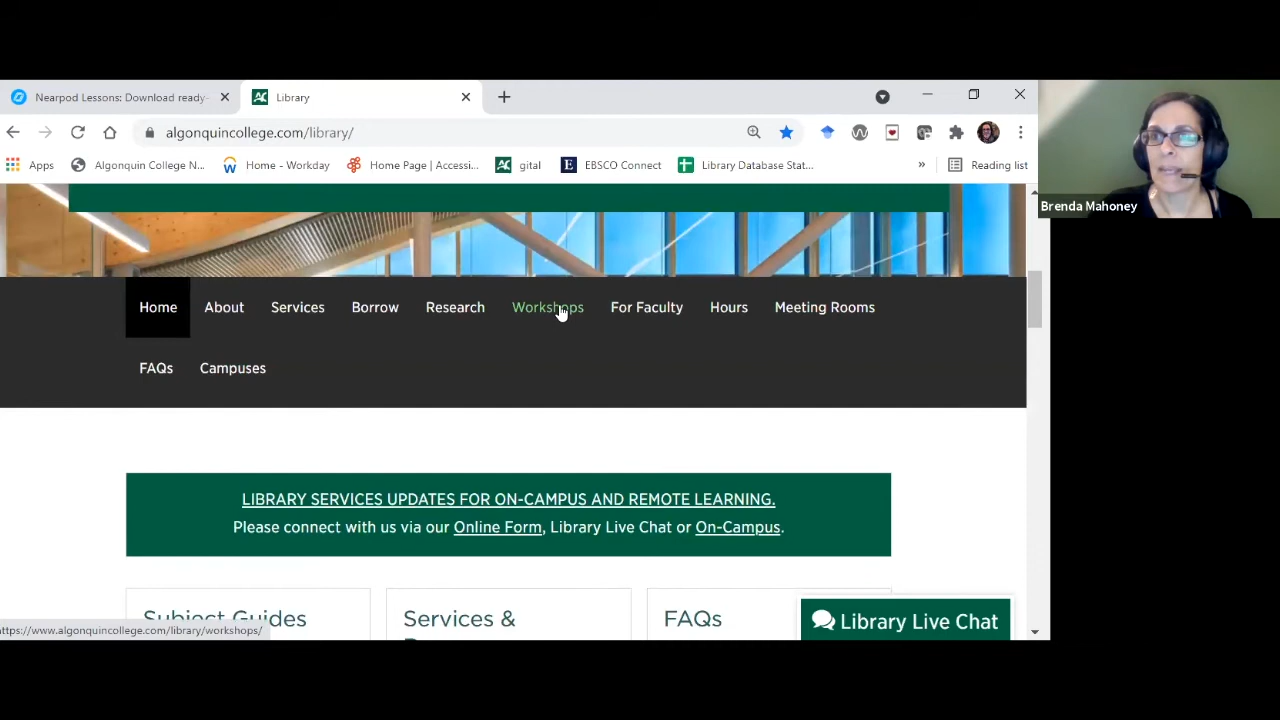 Nearpod Lessons: Download ready-
AC Library
algonquincollege.com/library/
Apps Algonquin College N... Home - Workday Home Page | Accessi... AC gital E EBSCO Connect Library Database Stat... » Reading list
Brenda Mahoney
Home About Services Borrow Research Workshops For Faculty Hours Meeting Rooms
FAQs Campuses
LIBRARY SERVICES UPDATES FOR ON-CAMPUS AND REMOTE LEARNING.
Please connect with us via our Online Form, Library Live Chat or On-Campus.
Subject Guides
Services &
FAQs
Library Live Chat
https://www.algonquincollege.com/library/workshops/